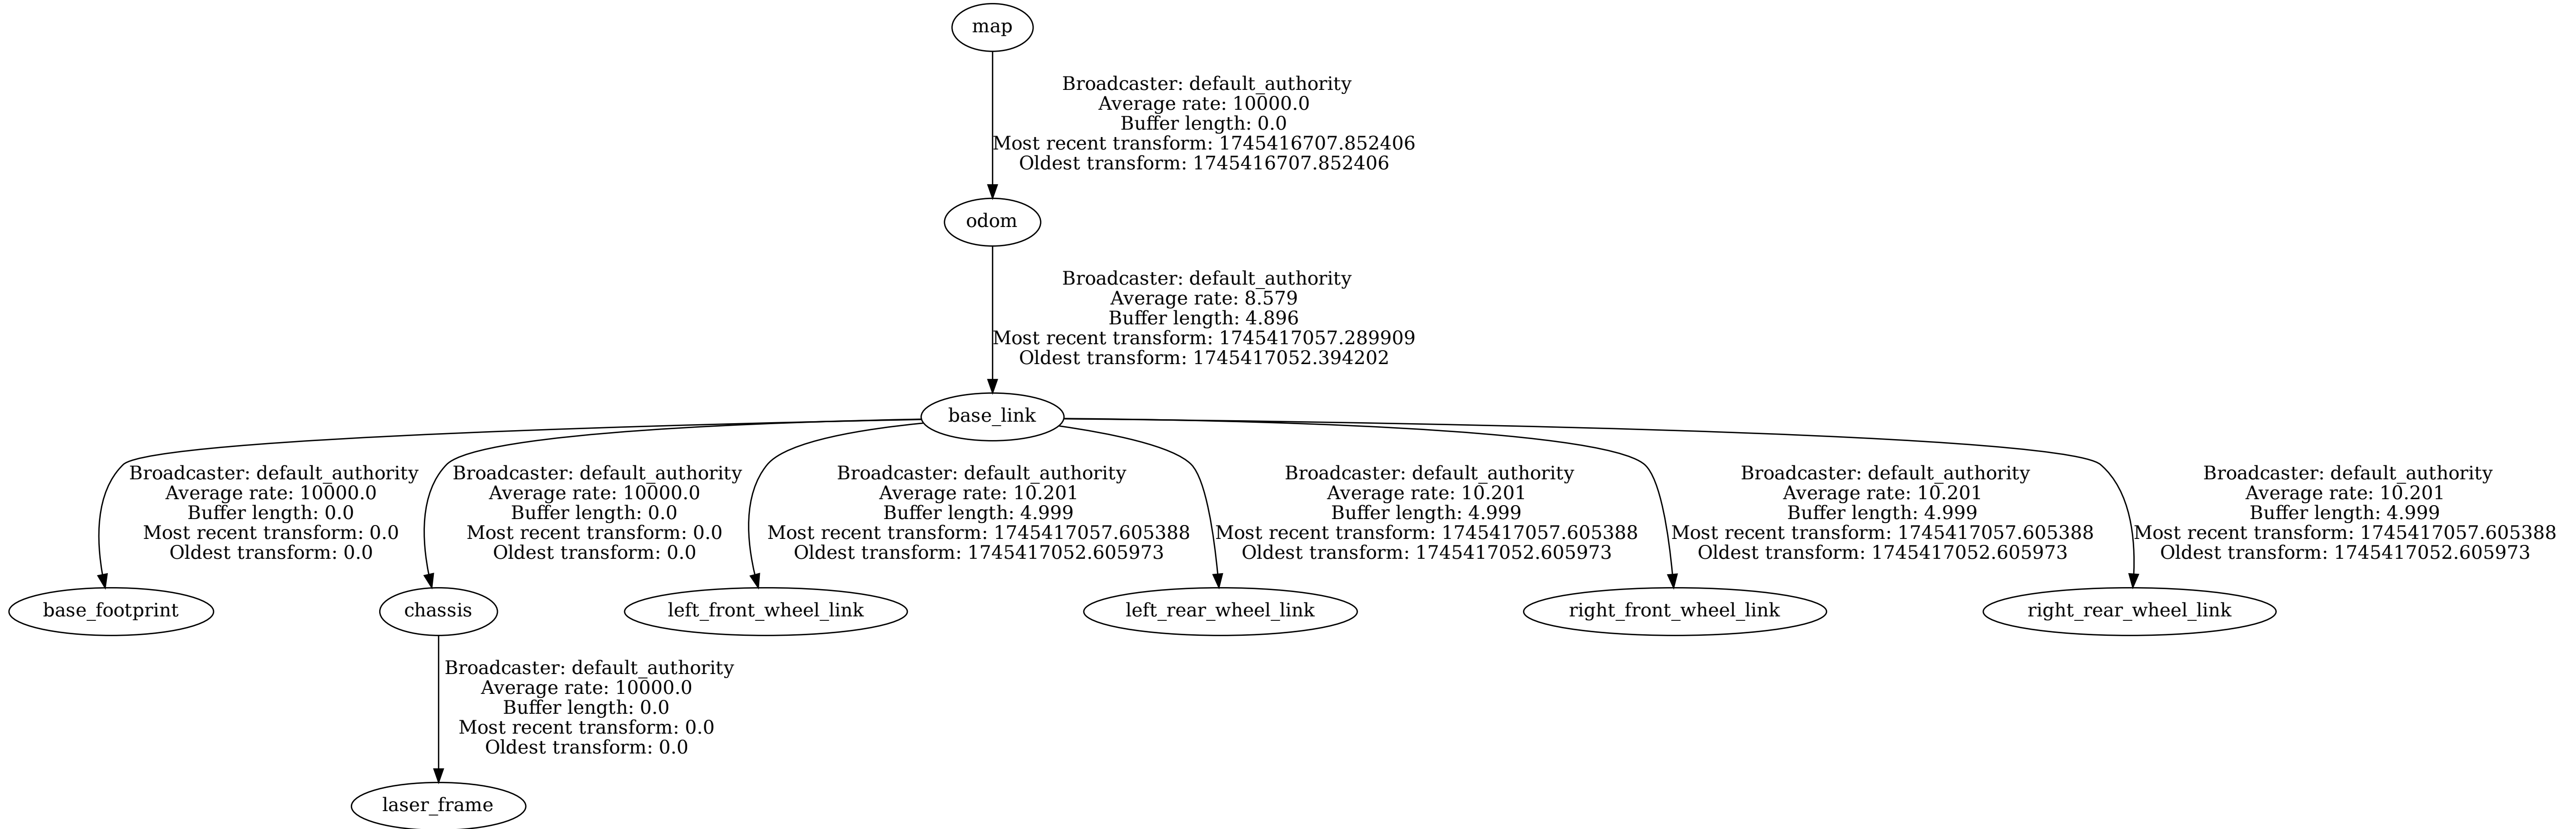 map
Broadcaster: default_authority
Average rate: 10000.0
Buffer length: 0.0
Most recent transform: 1745416707.852406
Oldest transform: 1745416707.852406
odom
Broadcaster: default_authority
Average rate: 8.579
Buffer length: 4.896
Most recent transform: 1745417057.289909
Oldest transform: 1745417052.394202
base_link
Broadcaster: default_authority
Average rate: 10000.0
Buffer length: 0.0
Most recent transform: 0.0
Oldest transform: 0.0
Broadcaster: default_authority
Average rate: 10000.0
Buffer length: 0.0
Most recent transform: 0.0
Oldest transform: 0.0
Broadcaster: default_authority
Average rate: 10.201
Buffer length: 4.999
Most recent transform: 1745417057.605388
Oldest transform: 1745417052.605973
Broadcaster: default_authority
Average rate: 10.201
Buffer length: 4.999
Most recent transform: 1745417057.605388
Oldest transform: 1745417052.605973
Broadcaster: default_authority
Average rate: 10.201
Buffer length: 4.999
Most recent transform: 1745417057.605388
Oldest transform: 1745417052.605973
Broadcaster: default_authority
Average rate: 10.201
Buffer length: 4.999
Most recent transform: 1745417057.605388
Oldest transform: 1745417052.605973
base_footprint
chassis
left_front_wheel_link
left_rear_wheel_link
right_front_wheel_link
right_rear_wheel_link
Broadcaster: default_authority
Average rate: 10000.0
Buffer length: 0.0
Most recent transform: 0.0
Oldest transform: 0.0
laser_frame